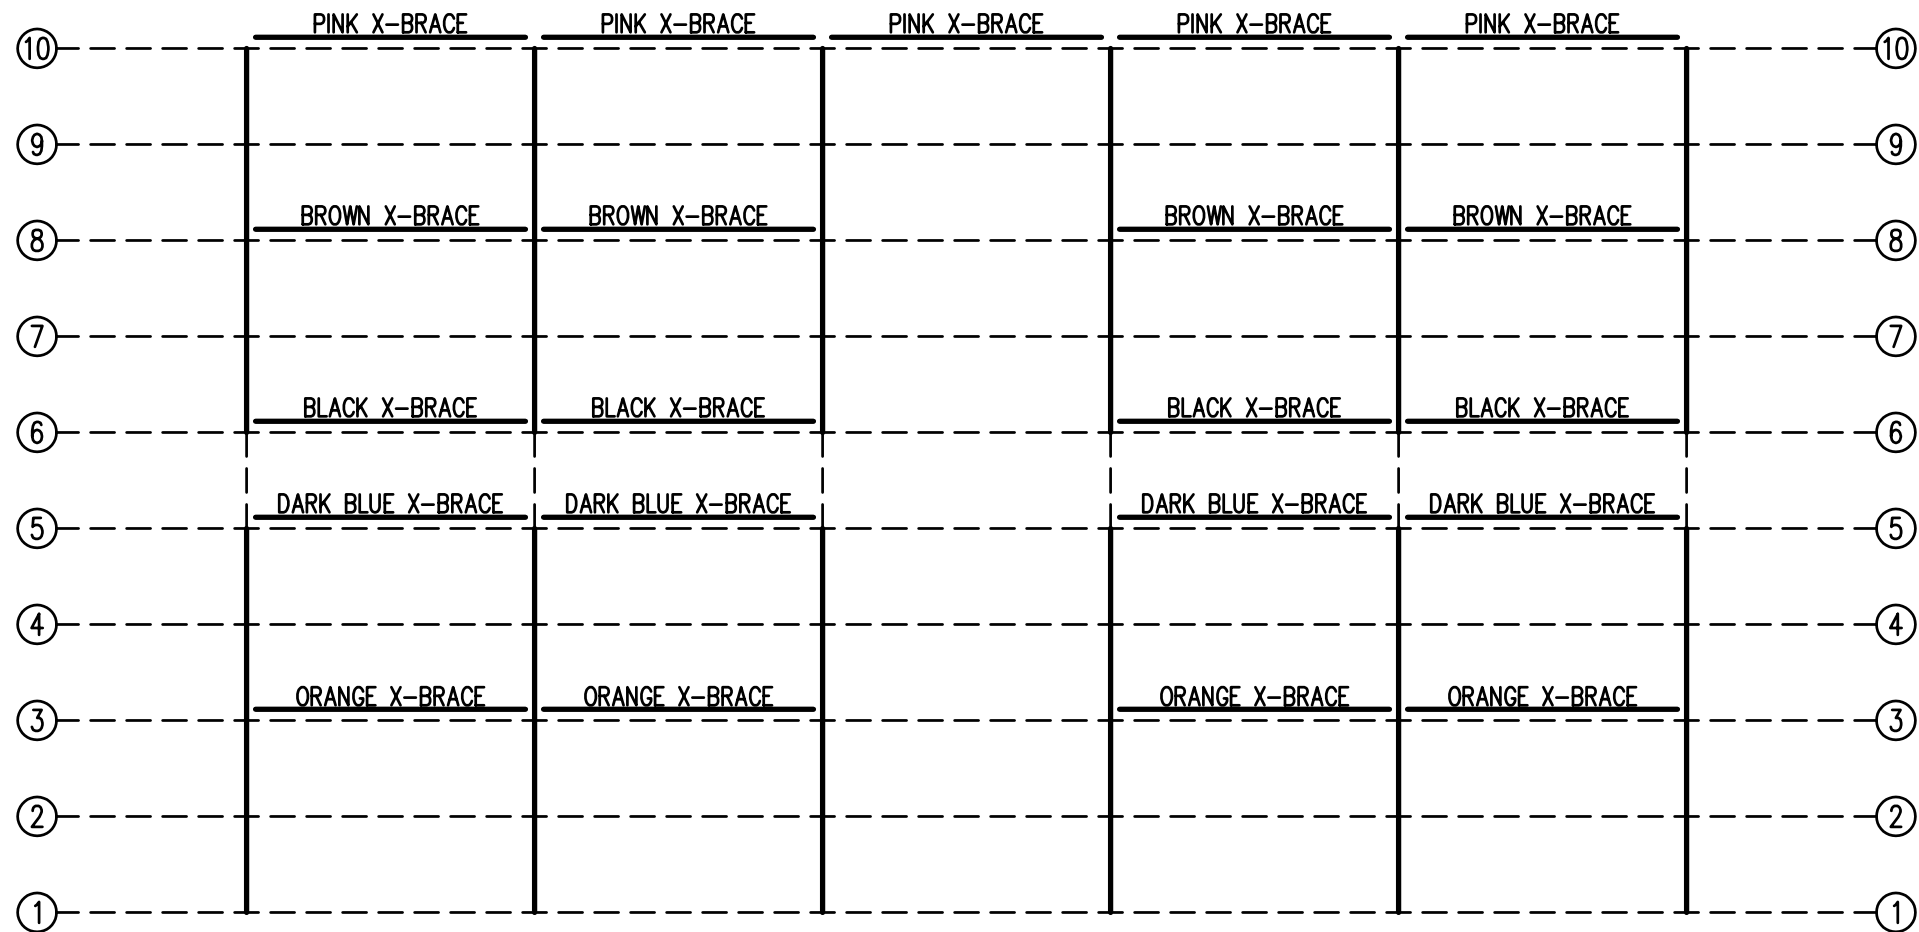 PINK X-BRACE PINK X-BRACE PINK X-BRACE PINK X-BRACE PINK X-BRACE
10 10
9 9
BROWN X-BRACE BROWN X-BRACE BROWN X-BRACE BROWN X-BRACE
8 8
7 7
BLACK X-BRACE BLACK X-BRACE BLACK X-BRACE BLACK X-BRACE
6 6
DARK BLUE X-BRACE DARK BLUE X-BRACE DARK BLUE X-BRACE DARK BLUE X-BRACE
5 5
4 4
ORANGE X-BRACE ORANGE X-BRACE ORANGE X-BRACE ORANGE X-BRACE
3 3
2 2
1 1